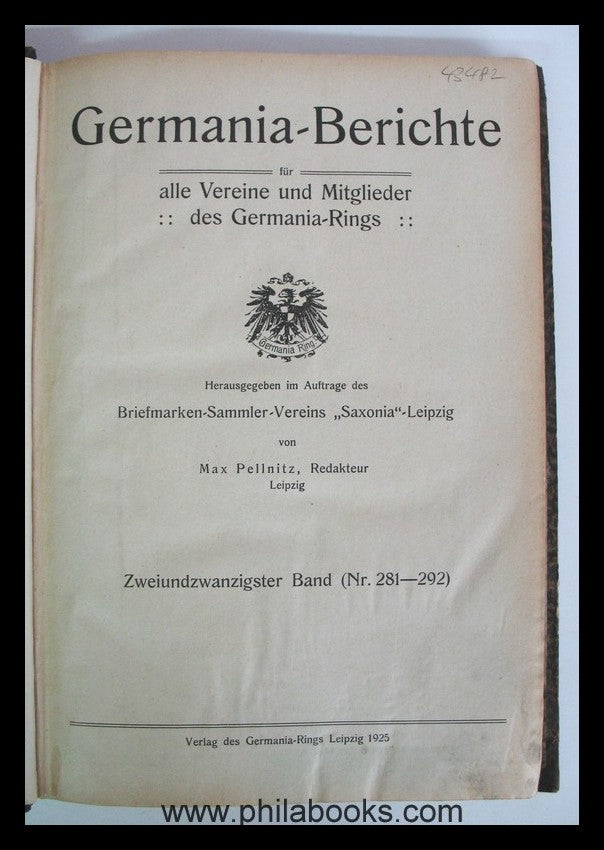 43482
Germania-Berichte
für
alle Vereine und Mitglieder
:: des Germania-Rings ::
Germania Ring
Herausgegeben im Auftrage des
Briefmarken-Sammler-Vereins „Saxonia“-Leipzig
von
Max Pellnitz, Redakteur
Leipzig
Zweiundzwanzigster Band (Nr. 281—292)
Verlag des Germania-Rings Leipzig 1925
www.philabooks.com